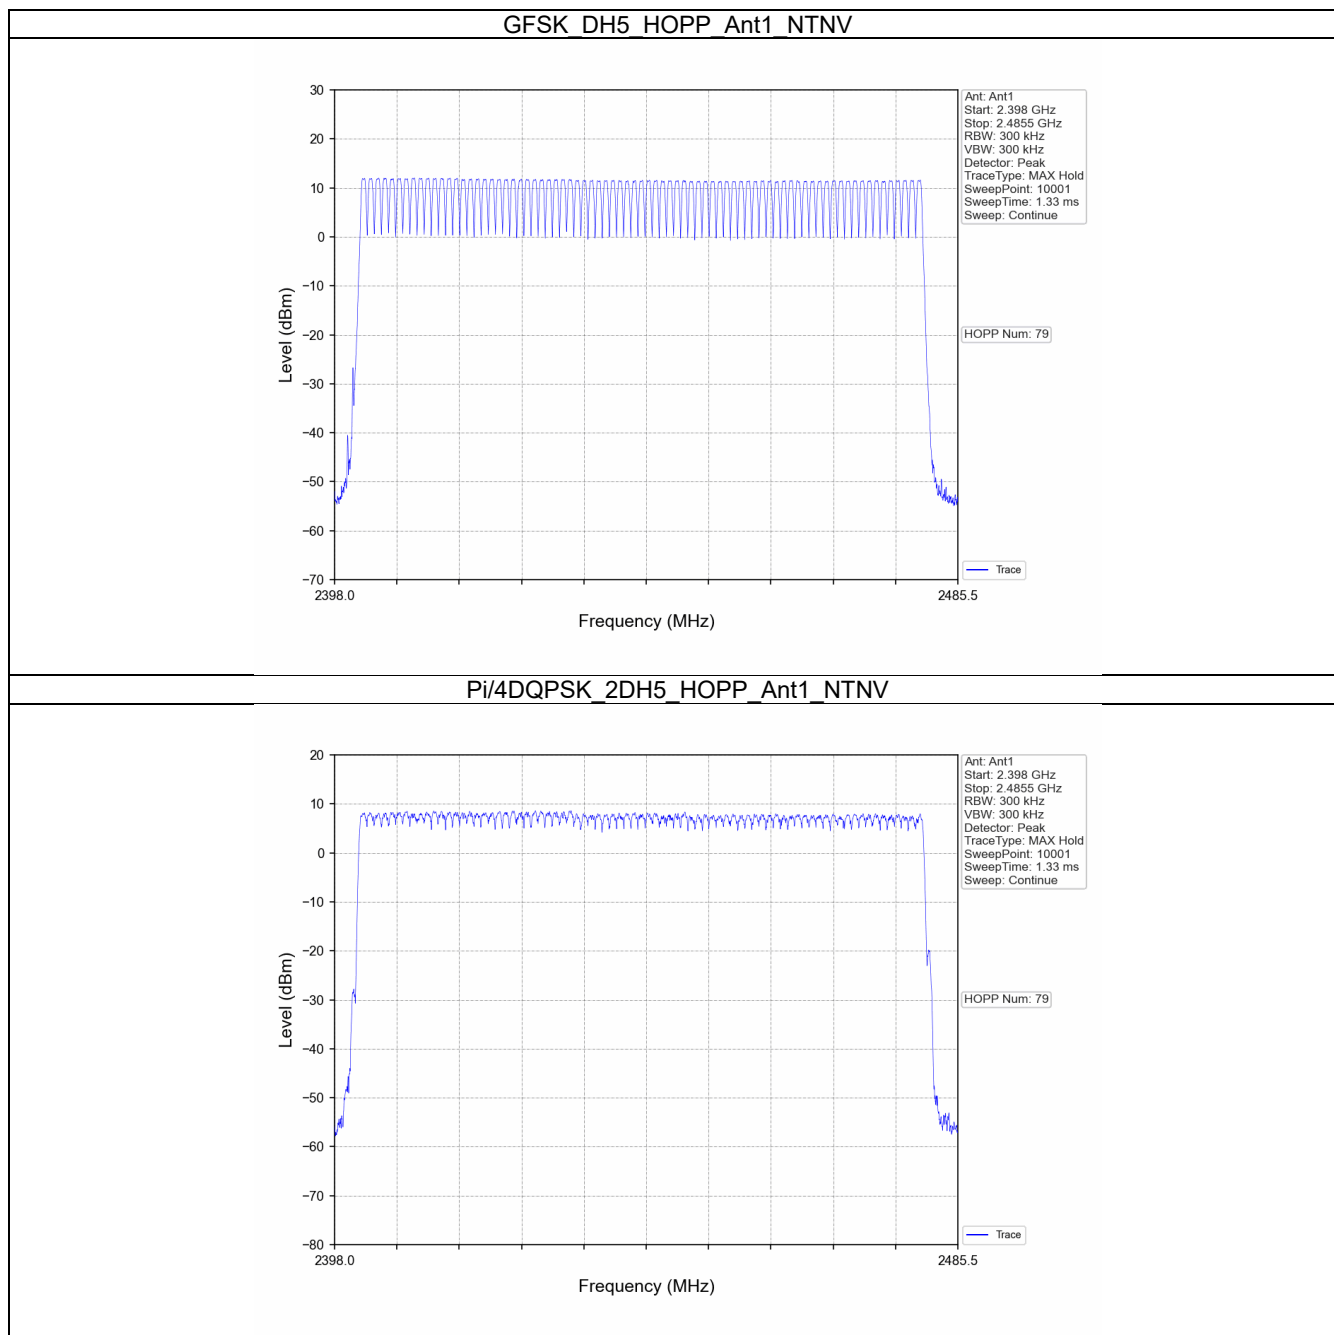 GFSK_DH5_HOPP_Ant1_NTNV
30
20
10
0
−10
−20
−30
−40
−50
−60
−70
Level (dBm)
2398.0
2485.5
Frequency (MHz)
Ant: Ant1
Start: 2.398 GHz
Stop: 2.4855 GHz
RBW: 300 kHz
VBW: 300 kHz
Detector: Peak
TraceType: MAX Hold
SweepPoint: 10001
SweepTime: 1.33 ms
Sweep: Continue
HOPP Num: 79
Trace
Pi/4DQPSK_2DH5_HOPP_Ant1_NTNV
20
10
0
−10
−20
−30
−40
−50
−60
−70
−80
Level (dBm)
2398.0
2485.5
Frequency (MHz)
Ant: Ant1
Start: 2.398 GHz
Stop: 2.4855 GHz
RBW: 300 kHz
VBW: 300 kHz
Detector: Peak
TraceType: MAX Hold
SweepPoint: 10001
SweepTime: 1.33 ms
Sweep: Continue
HOPP Num: 79
Trace